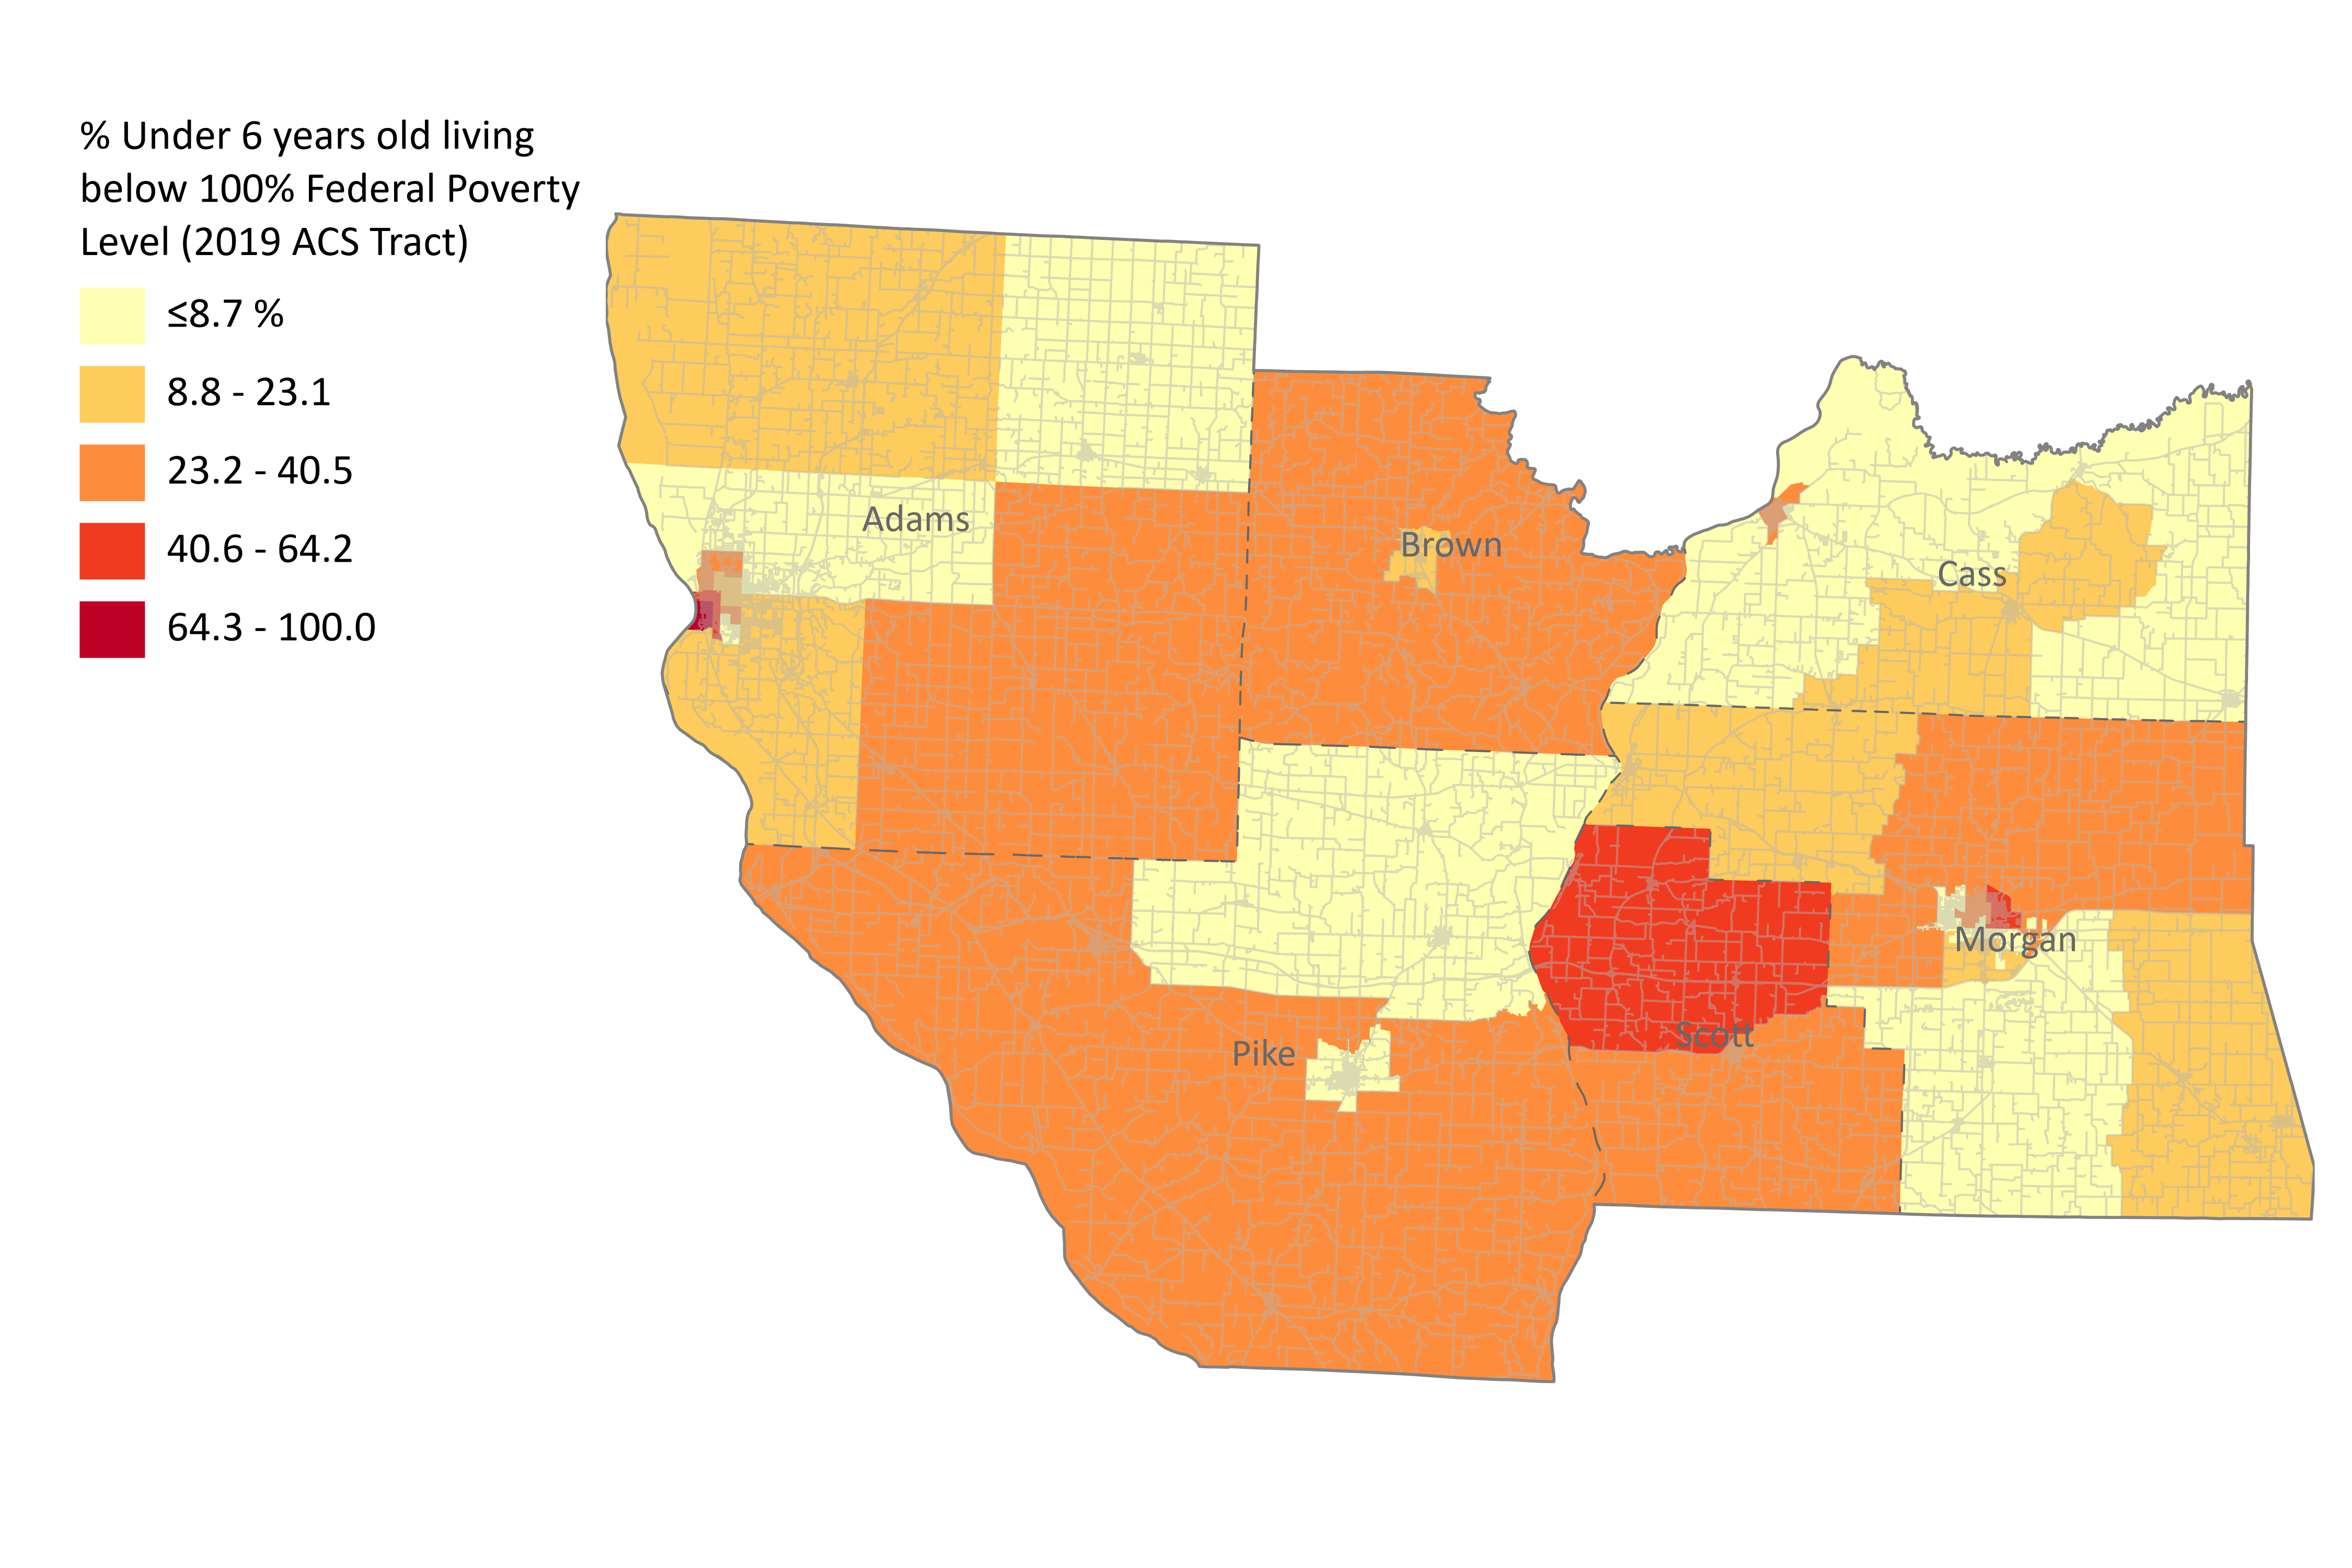 % Under 6 years old living
below 100% Federal Poverty
Level (2019 ACS Tract)
≤8.7 %
8.8 - 23.1
23.2 - 40.5
40.6 - 64.2
64.3 - 100.0
Adams
Brown
Cass
Morgan
Scott
Pike